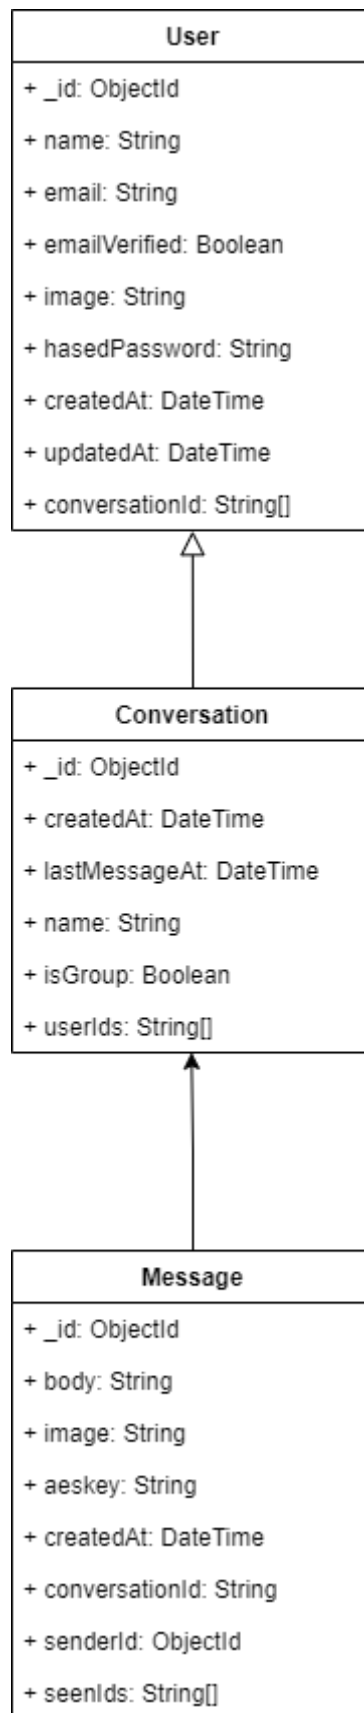 User
+ _id: ObjectId
+ name: String
+ email: String
+ emailVerified: Boolean
+ image: String
+ hasedPassword: String
+ createdAt: DateTime
+ updatedAt: DateTime
+ conversationId: String[]
Conversation
+ _id: ObjectId
+ createdAt: DateTime
+ lastMessageAt: DateTime
+ name: String
+ isGroup: Boolean
+ userIds: String[]
Message
+ _id: ObjectId
+ body: String
+ image: String
+ aeskey: String
+ createdAt: DateTime
+ conversationId: String
+ senderId: ObjectId
+ seenIds: String[]